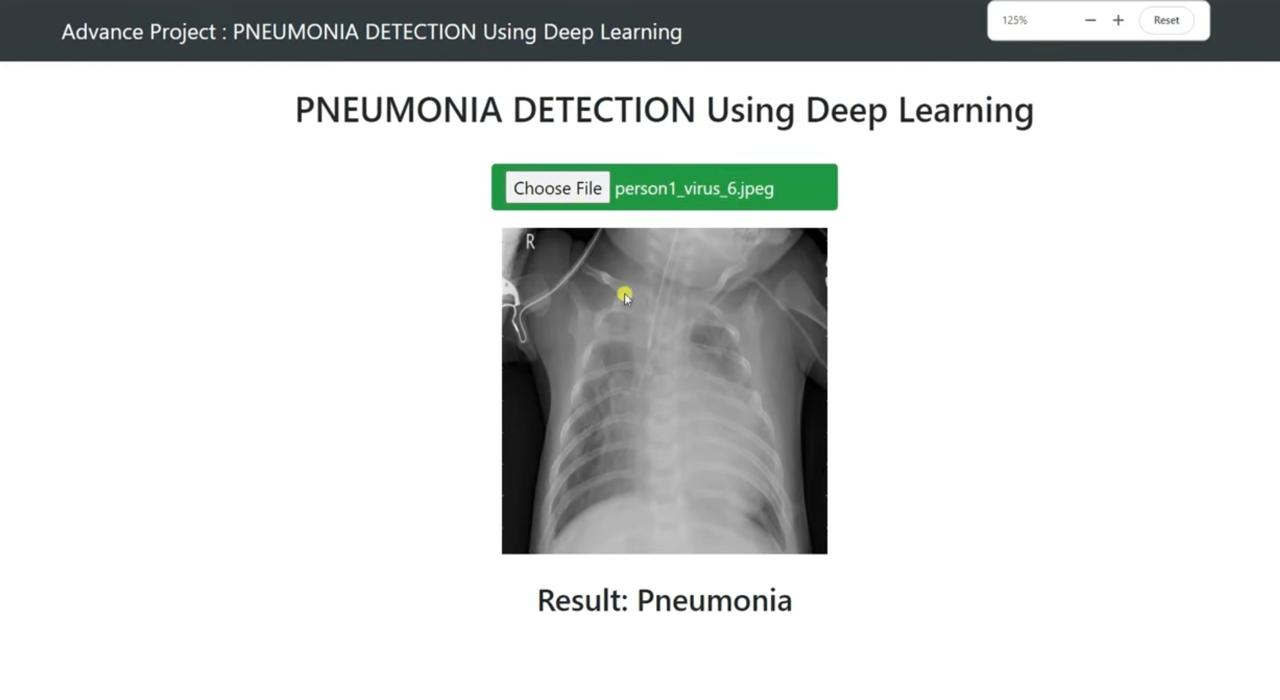 Advance Project : PNEUMONIA DETECTION Using Deep Learning
125% − + Reset
PNEUMONIA DETECTION Using Deep Learning
Choose File person1_virus_6.jpeg
R
Result: Pneumonia